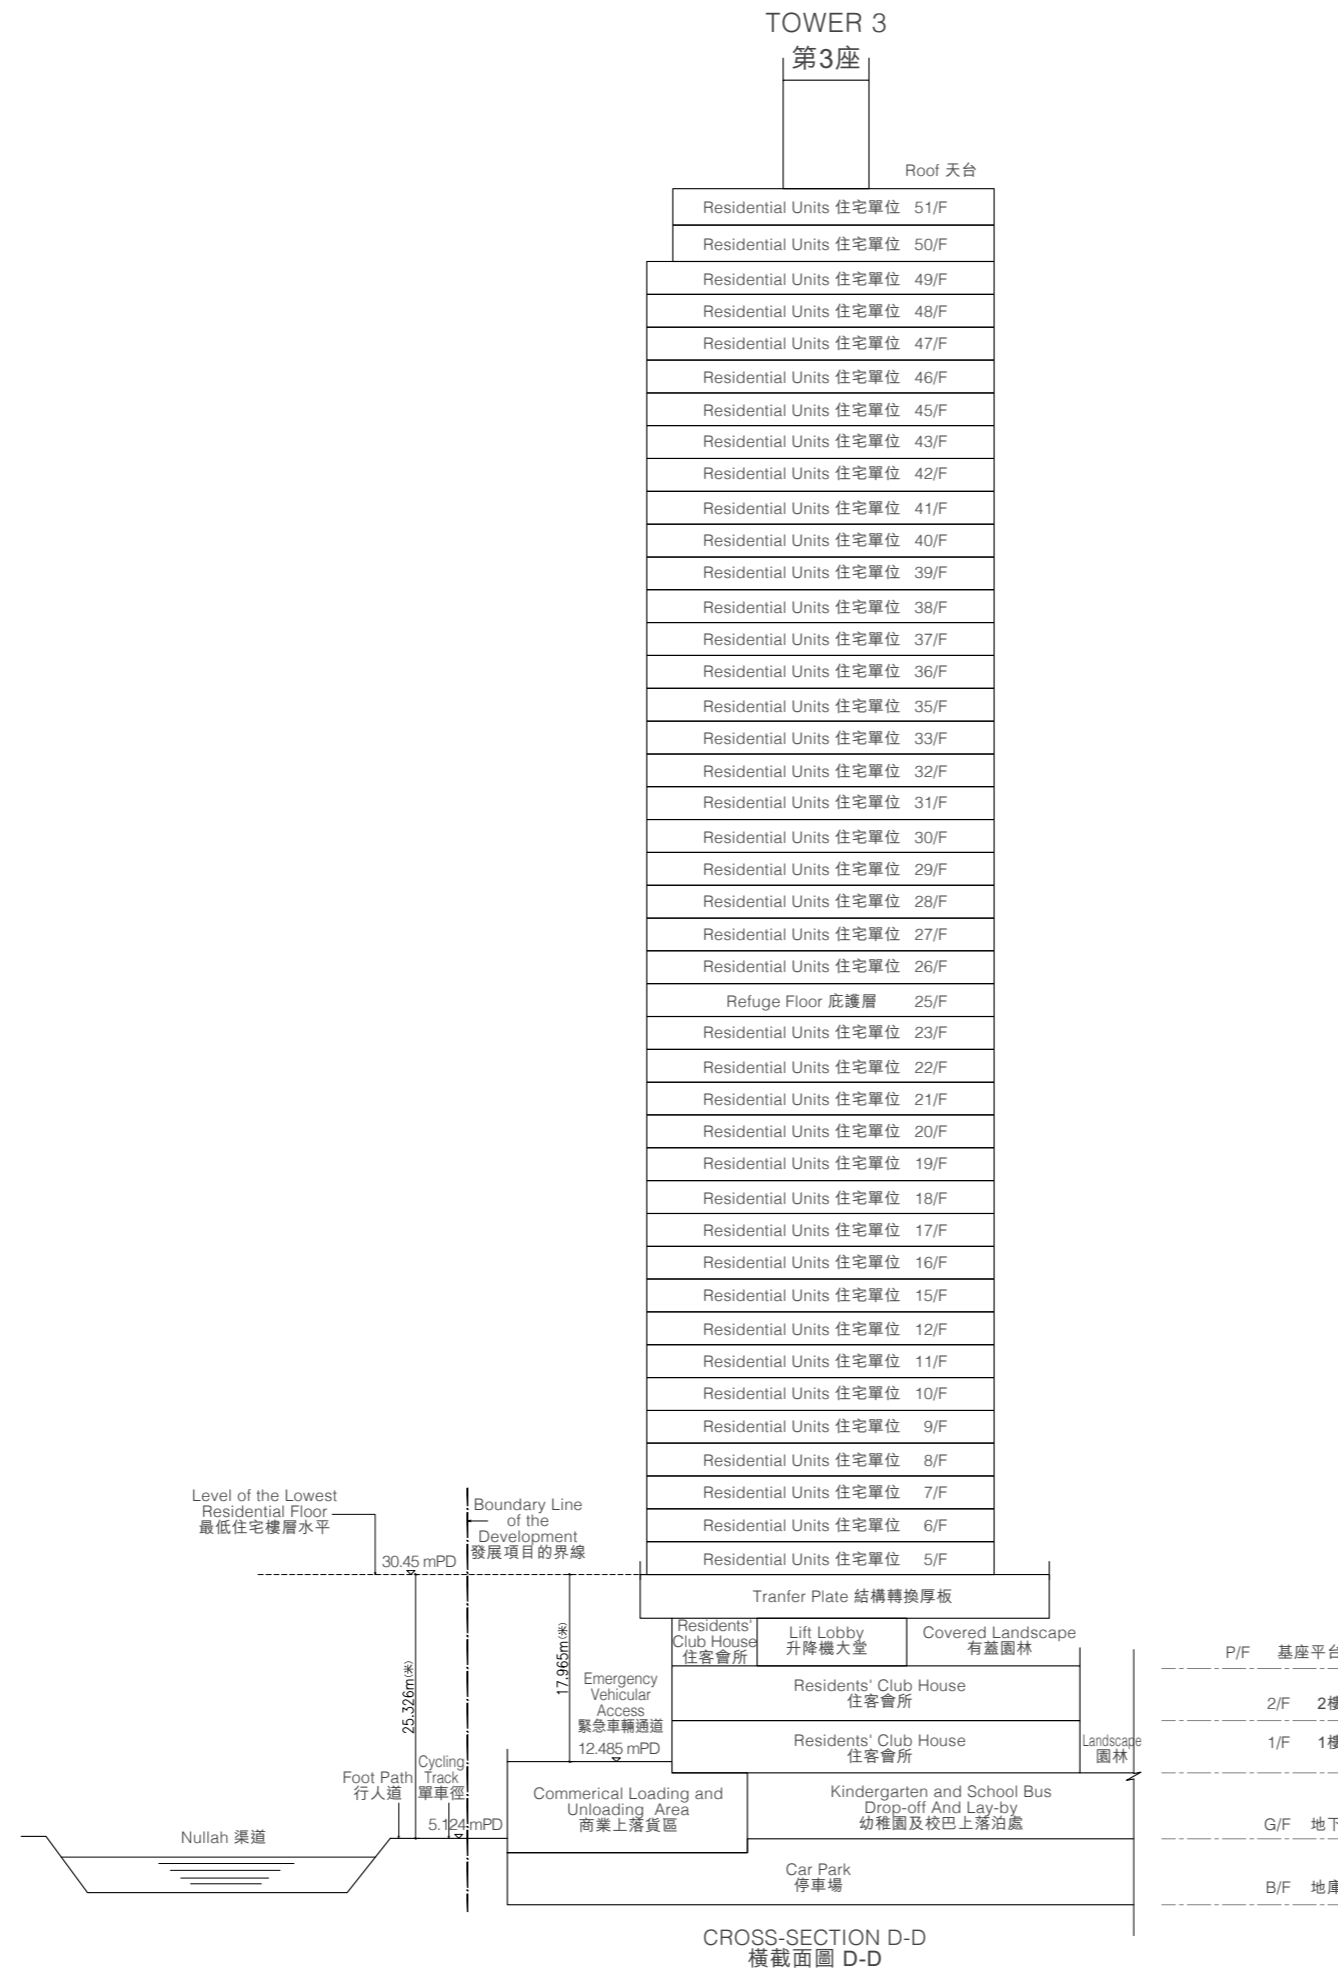 TOWER 3
第3座
Roof 天台
Residential Units 住宅單位 51/F
Residential Units 住宅單位 50/F
Residential Units 住宅單位 49/F
Residential Units 住宅單位 48/F
Residential Units 住宅單位 47/F
Residential Units 住宅單位 46/F
Residential Units 住宅單位 45/F
Residential Units 住宅單位 43/F
Residential Units 住宅單位 42/F
Residential Units 住宅單位 41/F
Residential Units 住宅單位 40/F
Residential Units 住宅單位 39/F
Residential Units 住宅單位 38/F
Residential Units 住宅單位 37/F
Residential Units 住宅單位 36/F
Residential Units 住宅單位 35/F
Residential Units 住宅單位 33/F
Residential Units 住宅單位 32/F
Residential Units 住宅單位 31/F
Residential Units 住宅單位 30/F
Residential Units 住宅單位 29/F
Residential Units 住宅單位 28/F
Residential Units 住宅單位 27/F
Residential Units 住宅單位 26/F
Refuge Floor 庇護層 25/F
Residential Units 住宅單位 23/F
Residential Units 住宅單位 22/F
Residential Units 住宅單位 21/F
Residential Units 住宅單位 20/F
Residential Units 住宅單位 19/F
Residential Units 住宅單位 18/F
Residential Units 住宅單位 17/F
Residential Units 住宅單位 16/F
Residential Units 住宅單位 15/F
Residential Units 住宅單位 12/F
Residential Units 住宅單位 11/F
Residential Units 住宅單位 10/F
Residential Units 住宅單位 9/F
Residential Units 住宅單位 8/F
Residential Units 住宅單位 7/F
Residential Units 住宅單位 6/F
Residential Units 住宅單位 5/F
Level of the Lowest
Residential Floor
最低住宅樓層水平
Boundary Line
of the
Development
發展項目的界線
30.45 mPD
Tranfer Plate 結構轉換厚板
Residents'
Club House
住客會所
Lift Lobby
升降機大堂
Covered Landscape
有蓋園林
P/F 基座平台
17.965m(米)
25.326m(米)
Emergency
Vehicular
Access
緊急車輛通道
12.485 mPD
Residents' Club House
住客會所
2/F 2樓
Residents' Club House
住客會所
Landscape
園林
1/F 1樓
Foot Path
行人道
Cycling
Track
單車徑
5.124 mPD
Commerical Loading and
Unloading Area
商業上落貨區
Kindergarten and School Bus
Drop-off And Lay-by
幼稚園及校巴上落泊處
G/F 地下
Nullah 渠道
Car Park
停車場
B/F 地庫
CROSS-SECTION D-D
橫截面圖 D-D